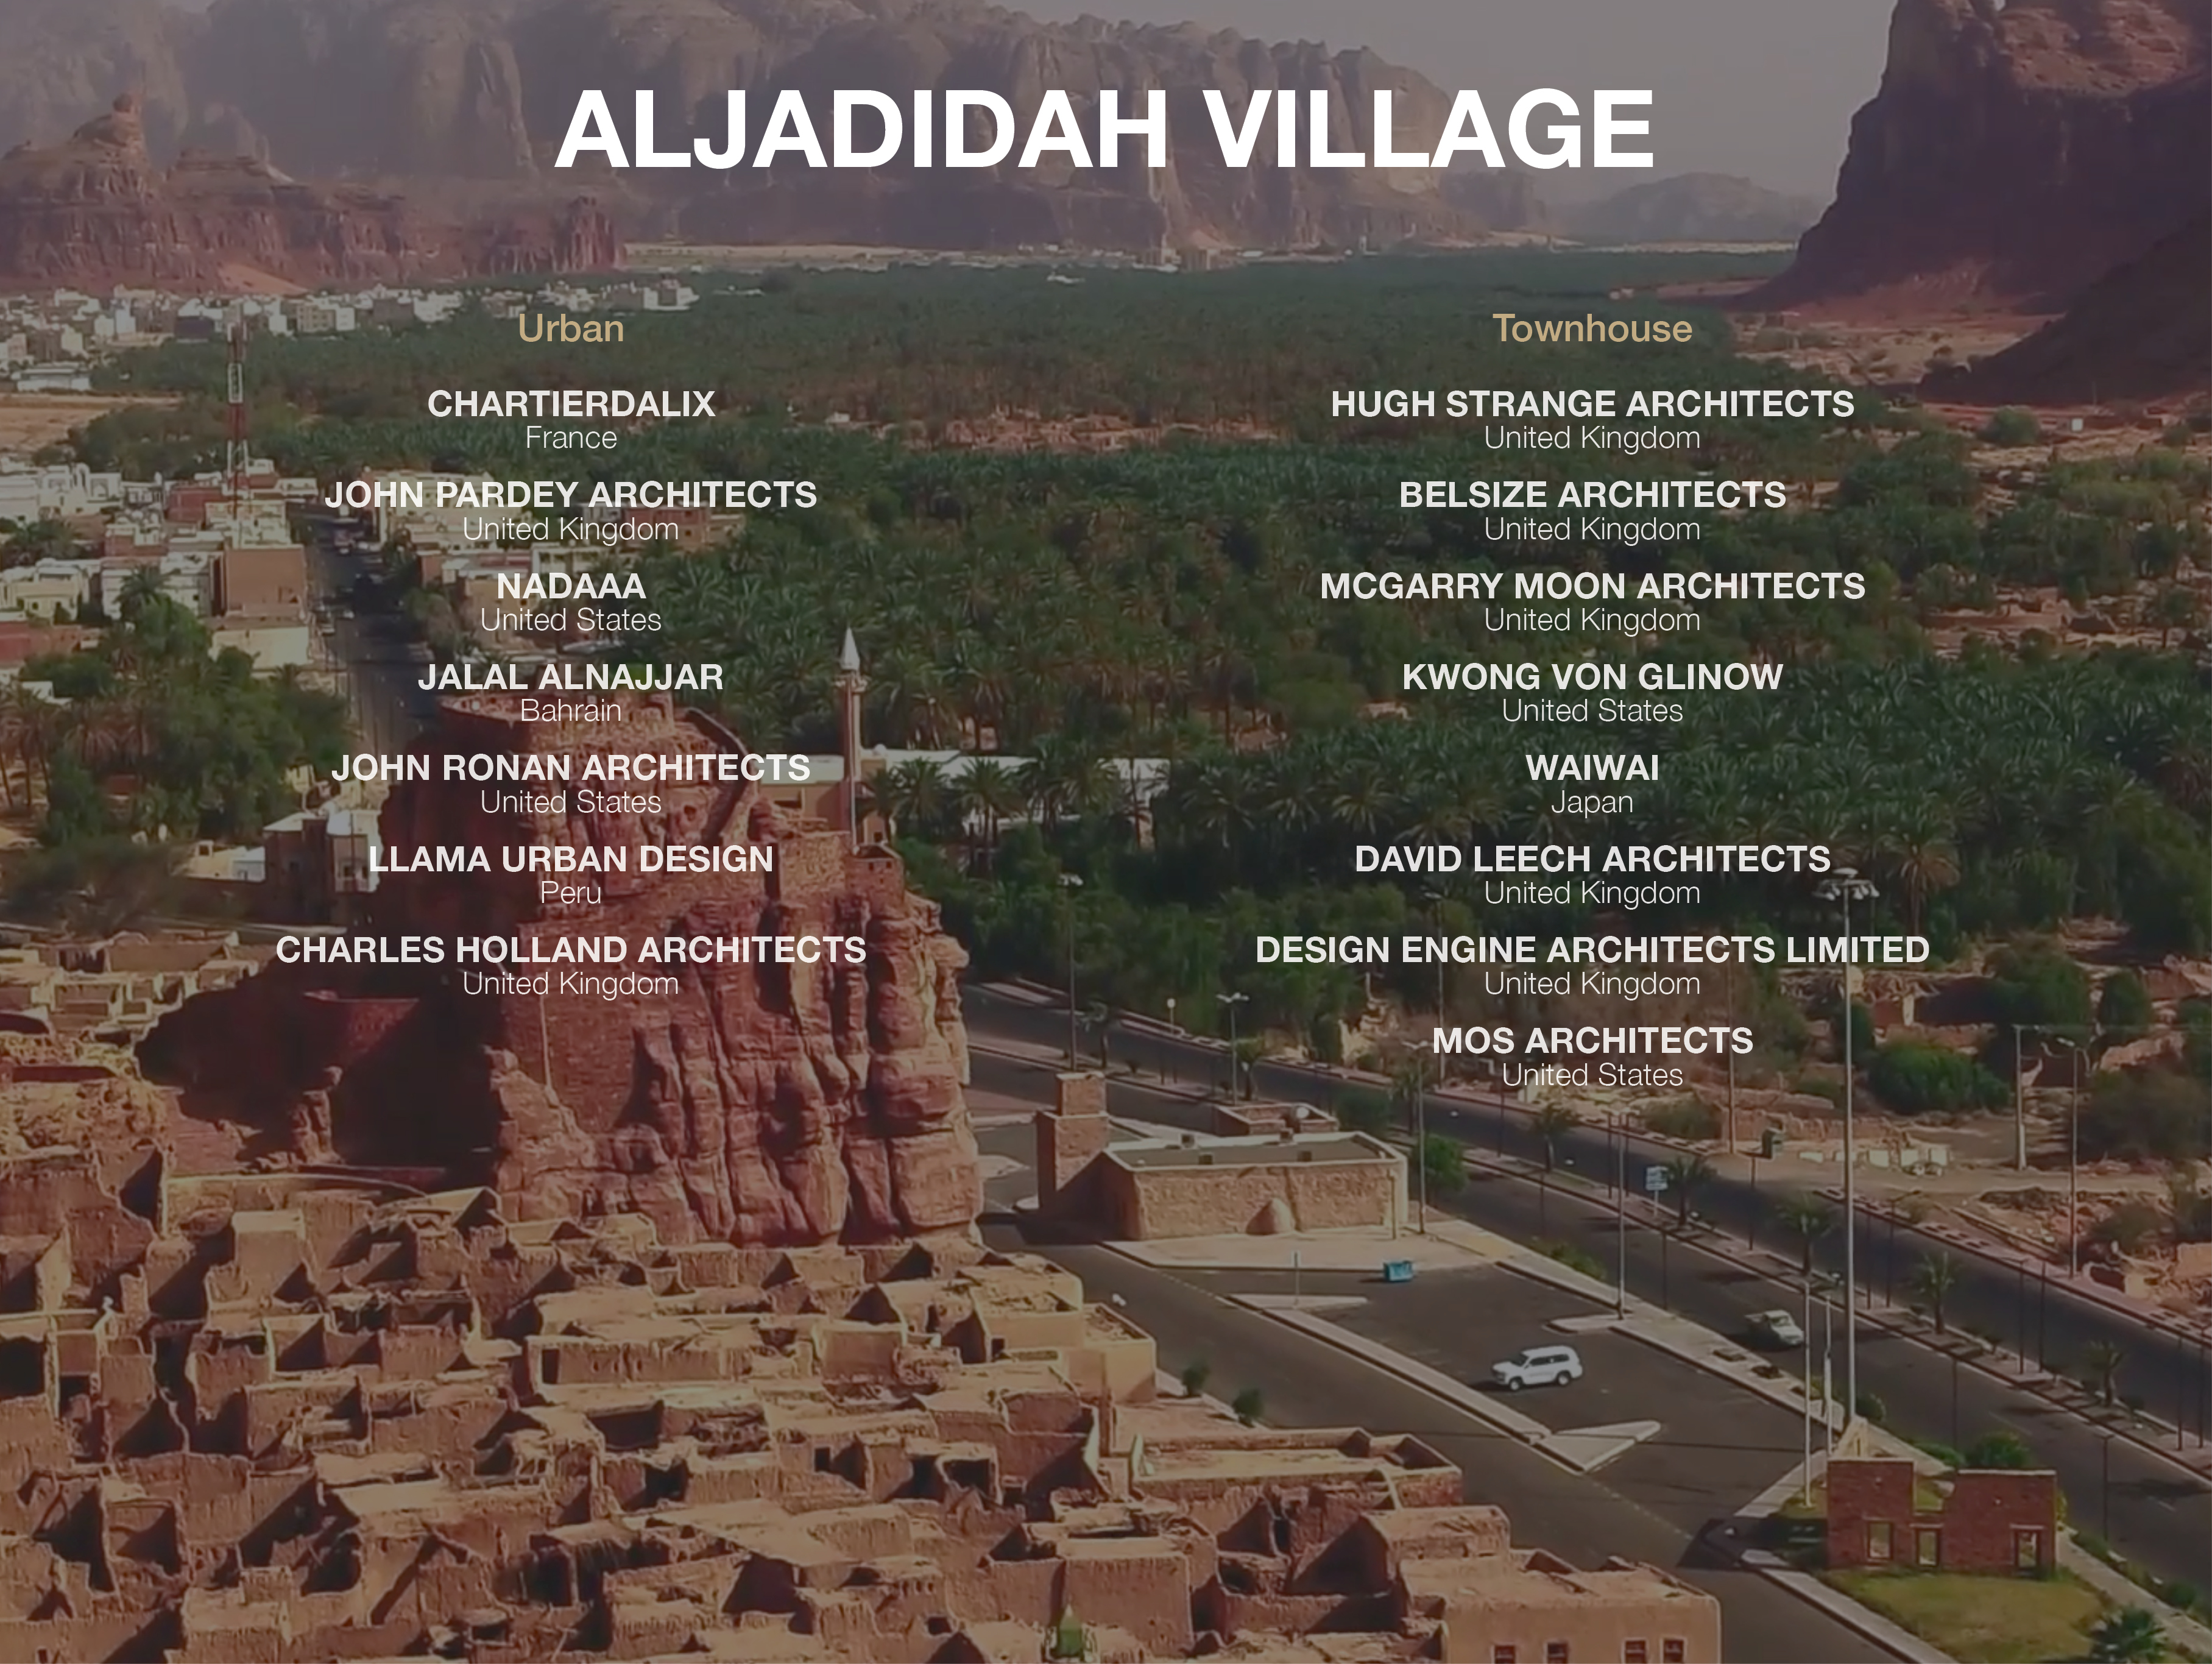 ALJADIDAH VILLAGE
Urban
CHARTIERDALIX
France
JOHN PARDEY ARCHITECTS
United Kingdom
NADAAA
United States
JALAL ALNAJJAR
Bahrain
JOHN RONAN ARCHITECTS
United States
LLAMA URBAN DESIGN
Peru
CHARLES HOLLAND ARCHITECTS
United Kingdom
Townhouse
HUGH STRANGE ARCHITECTS
United Kingdom
BELSIZE ARCHITECTS
United Kingdom
MCGARRY MOON ARCHITECTS
United Kingdom
KWONG VON GLINOW
United States
WAIWAI
Japan
DAVID LEECH ARCHITECTS
United Kingdom
DESIGN ENGINE ARCHITECTS LIMITED
United Kingdom
MOS ARCHITECTS
United States